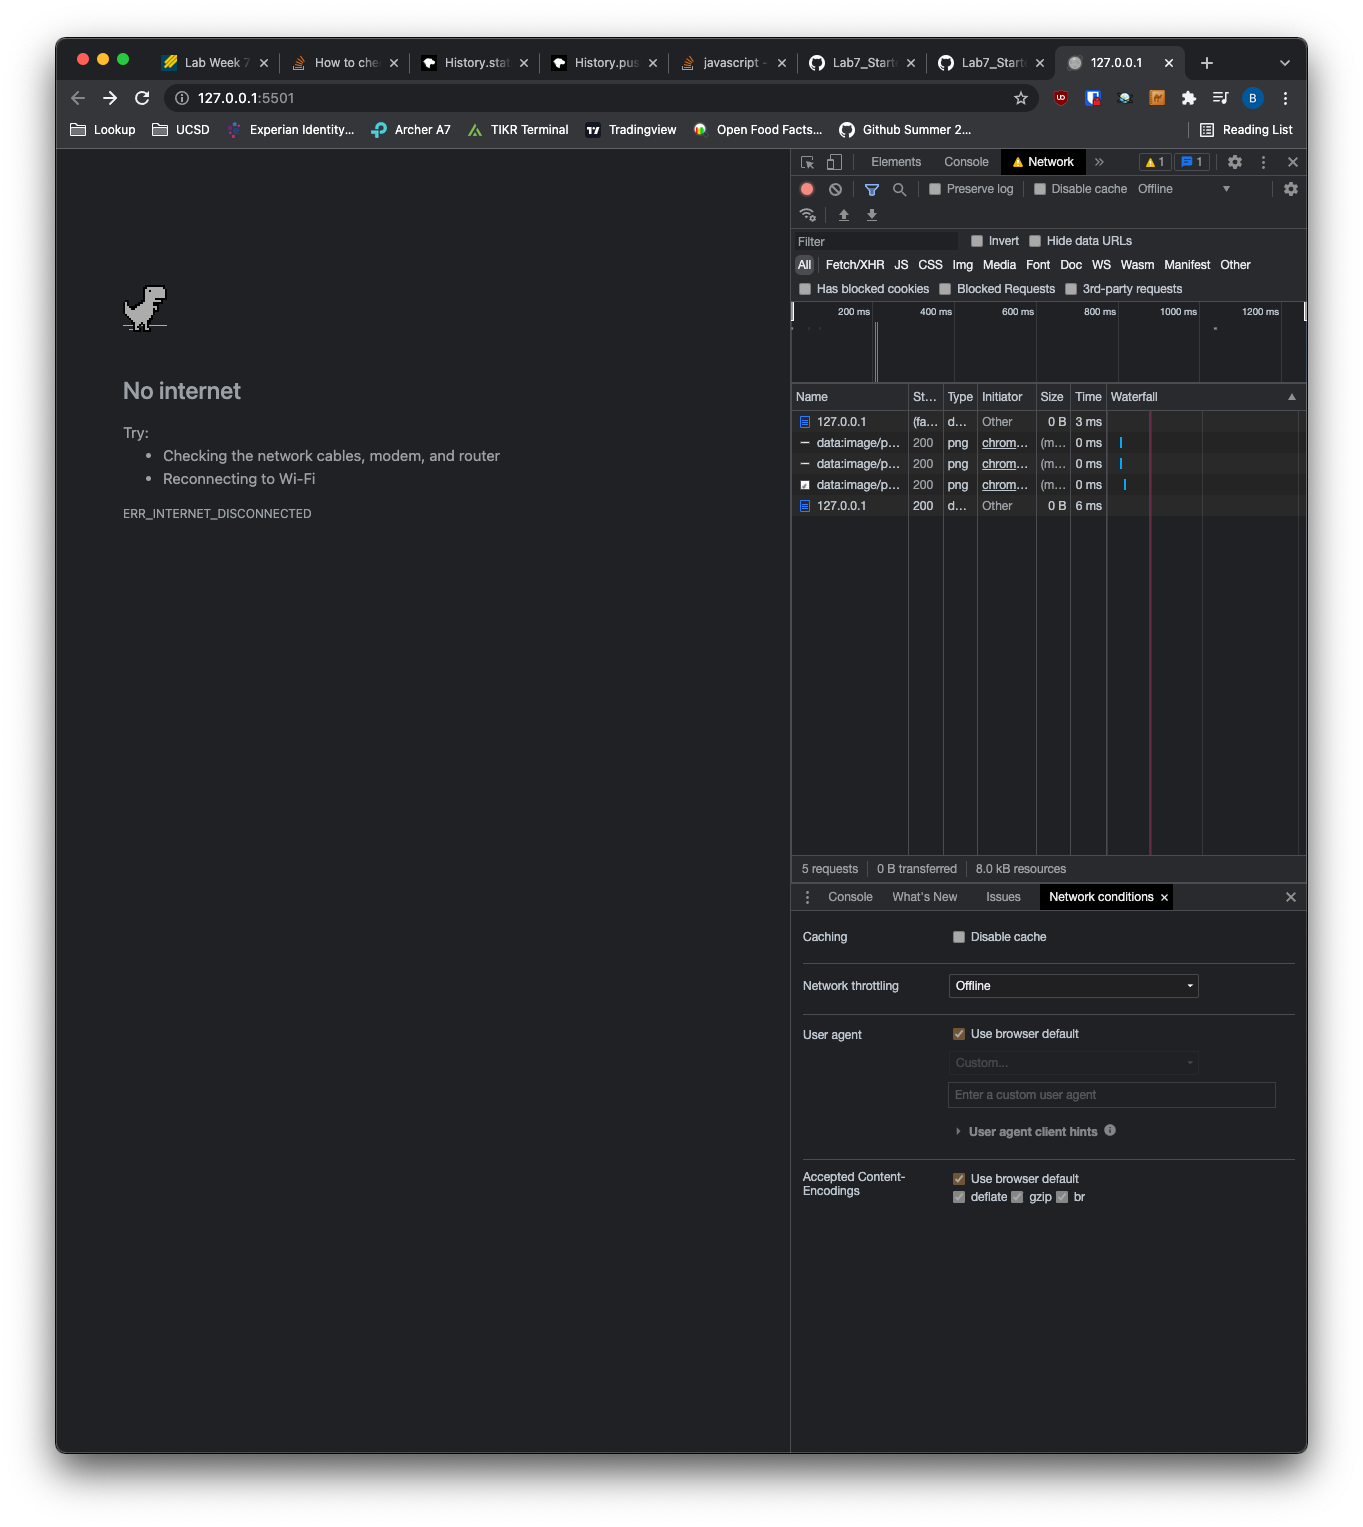 Lab Week 7
How to che
History.stat
History.pus
javascript -
Lab7_Start
Lab7_Start
127.0.0.1
127.0.0.1:5501
B
Lookup
UCSD
Experian Identity...
Archer A7
TIKR Terminal
Tradingview
Open Food Facts...
Github Summer 2...
Reading List
No internet
Try:
• Checking the network cables, modem, and router
• Reconnecting to Wi-Fi
ERR_INTERNET_DISCONNECTED
Elements Console Network » 1 1
Preserve log Disable cache Offline
Filter Invert Hide data URLs
All Fetch/XHR JS CSS Img Media Font Doc WS Wasm Manifest Other
Has blocked cookies Blocked Requests 3rd-party requests
200 ms 400 ms 600 ms 800 ms 1000 ms 1200 ms
Name St... Type Initiator Size Time Waterfall
127.0.0.1 (fa... d... Other 0 B 3 ms
data:image/p... 200 png chrom... (m... 0 ms
data:image/p... 200 png chrom... (m... 0 ms
data:image/p... 200 png chrom... (m... 0 ms
127.0.0.1 200 d... Other 0 B 6 ms
5 requests 0 B transferred 8.0 kB resources
Console What's New Issues Network conditions
Caching Disable cache
Network throttling Offline
User agent Use browser default
Custom...
Enter a custom user agent
User agent client hints
Accepted Content- Use browser default
Encodings deflate gzip br